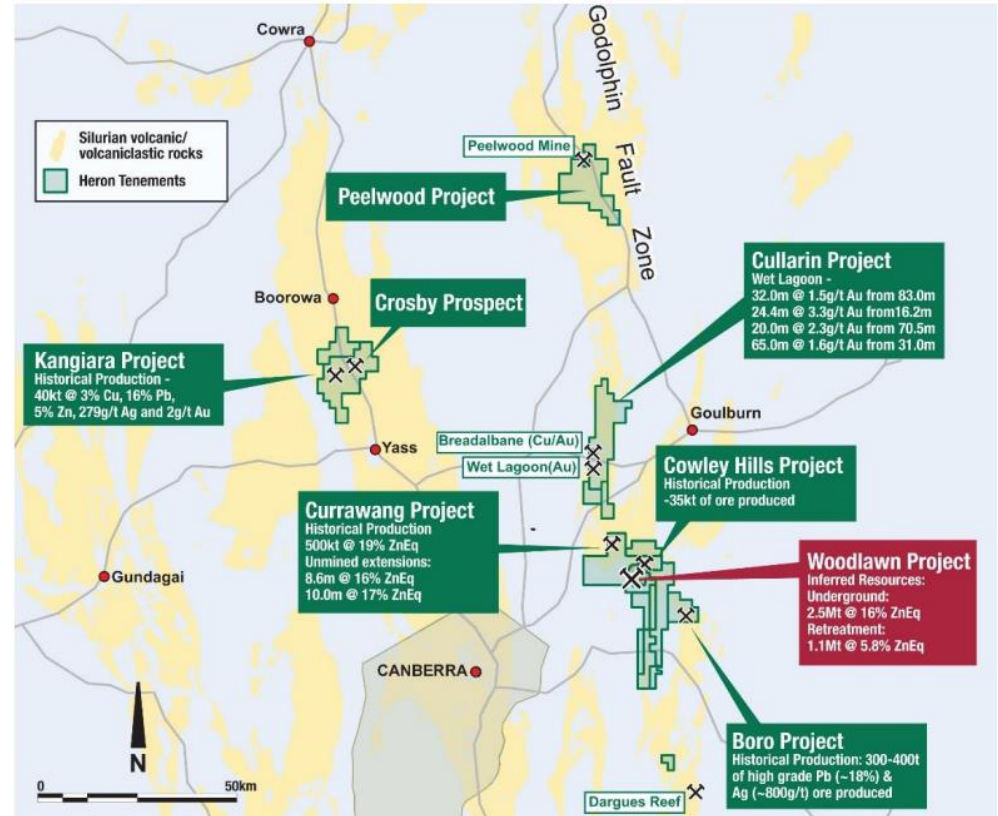 Cowra
Silurian volcanic/
volcaniclastic rocks
Heron Tenements
Godolphin
Fault
Zone
Peelwood Mine
Peelwood Project
Cullarin Project
Wet Lagoon -
32.0m @ 1.5g/t Au from 83.0m
24.4m @ 3.3g/t Au from16.2m
20.0m @ 2.3g/t Au from 70.5m
65.0m @ 1.6g/t Au from 31.0m
Boorowa
Crosby Prospect
Kangiara Project
Historical Production -
40kt @ 3% Cu, 16% Pb,
5% Zn, 279g/t Ag and 2g/t Au
Goulburn
Yass
Breadalbane (Cu/Au)
Wet Lagoon(Au)
Cowley Hills Project
Historical Production
-35kt of ore produced
Currawang Project
Historical Production
500kt @ 19% ZnEq
Unmined extensions:
8.6m @ 16% ZnEq
10.0m @ 17% ZnEq
Woodlawn Project
Inferred Resources:
Underground:
2.5Mt @ 16% ZnEq
Retreatment:
1.1Mt @ 5.8% ZnEq
Gundagai
CANBERRA
N
0 50km
Boro Project
Historical Production: 300-400t
of high grade Pb (~18%) &
Ag (~800g/t) ore produced
Dargues Reef